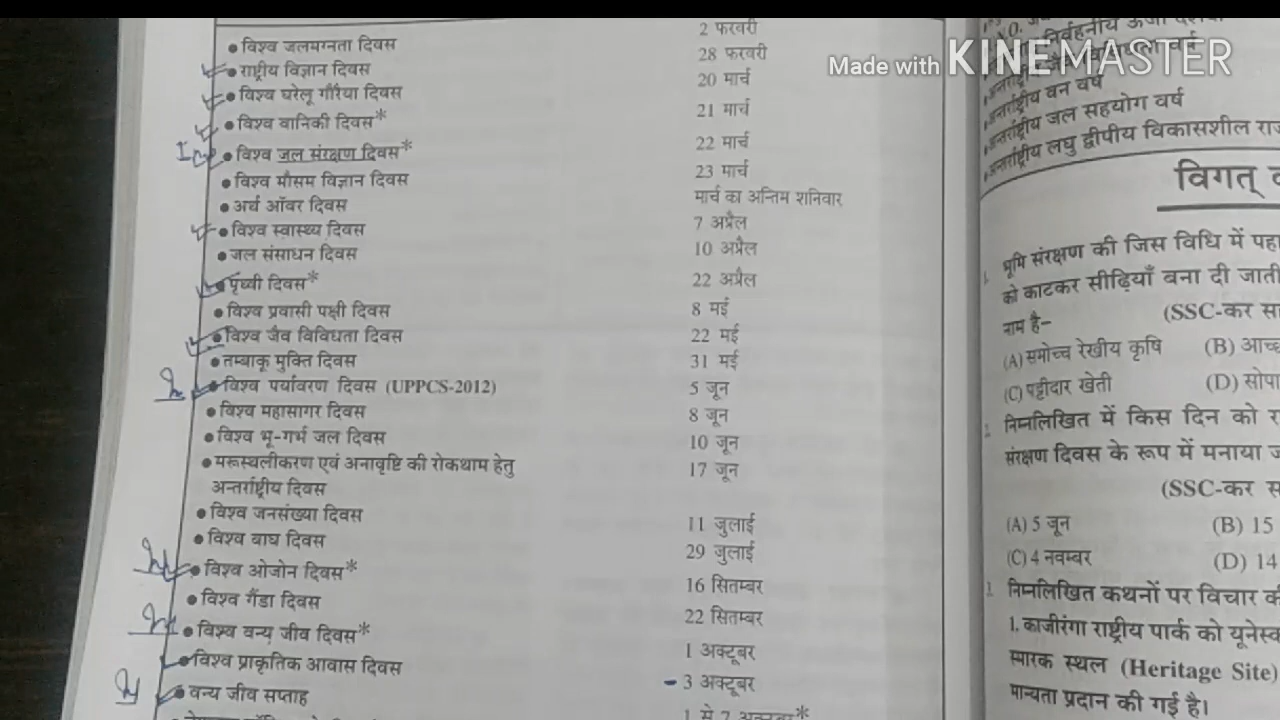 Made with KINEMASTER
• विश्व जलमग्नता दिवस 2 फरवरी
• राष्ट्रीय विज्ञान दिवस 28 फरवरी
• विश्व घरेलू गौरैया दिवस 20 मार्च
• विश्व वानिकी दिवस* 21 मार्च
• विश्व जल संरक्षण दिवस* 22 मार्च
• विश्व मौसम विज्ञान दिवस 23 मार्च
• अर्थ ऑवर दिवस मार्च का अन्तिम शनिवार
• विश्व स्वास्थ्य दिवस 7 अप्रैल
• जल संसाधन दिवस 10 अप्रैल
• पृथ्वी दिवस* 22 अप्रैल
• विश्व प्रवासी पक्षी दिवस 8 मई
• विश्व जैव विविधता दिवस 22 मई
• तम्बाकू मुक्ति दिवस 31 मई
• विश्व पर्यावरण दिवस (UPPCS-2012) 5 जून
• विश्व महासागर दिवस 8 जून
• विश्व भू-गर्भ जल दिवस 10 जून
• मरूस्थलीकरण एवं अनावृष्टि की रोकथाम हेतु 17 जून
अन्तर्राष्ट्रीय दिवस
• विश्व जनसंख्या दिवस 11 जुलाई
• विश्व बाघ दिवस 29 जुलाई
• विश्व ओजोन दिवस* 16 सितम्बर
• विश्व गैंडा दिवस 22 सितम्बर
• विश्व वन्य जीव दिवस* 1 अक्टूबर
• विश्व प्राकृतिक आवास दिवस 3 अक्टूबर
• वन्य जीव सप्ताह 1 से 7 अक्टूबर*
अन्तर्राष्ट्रीय वन वर्ष
अन्तर्राष्ट्रीय जल सहयोग वर्ष
अन्तर्राष्ट्रीय लघु द्वीपीय विकासशील
विगत्
1. भूमि संरक्षण की जिस विधि में
को काटकर सीढ़ियाँ बना दी
नाम है- (SSC-कर
(A) समोच्च रेखीय कृषि (B)
(C) पट्टीदार खेती (D)
2. निम्नलिखित में किस दिन को
संरक्षण दिवस के रूप में मनाया
(SSC-कर
(A) 5 जून (B) 15
(C) 4 नवम्बर (D) 14
निम्नलिखित कथनों पर विचार
1. काजीरंगा राष्ट्रीय पार्क को
स्मारक स्थल (Heritage Site)
मान्यता प्रदान की गई है।